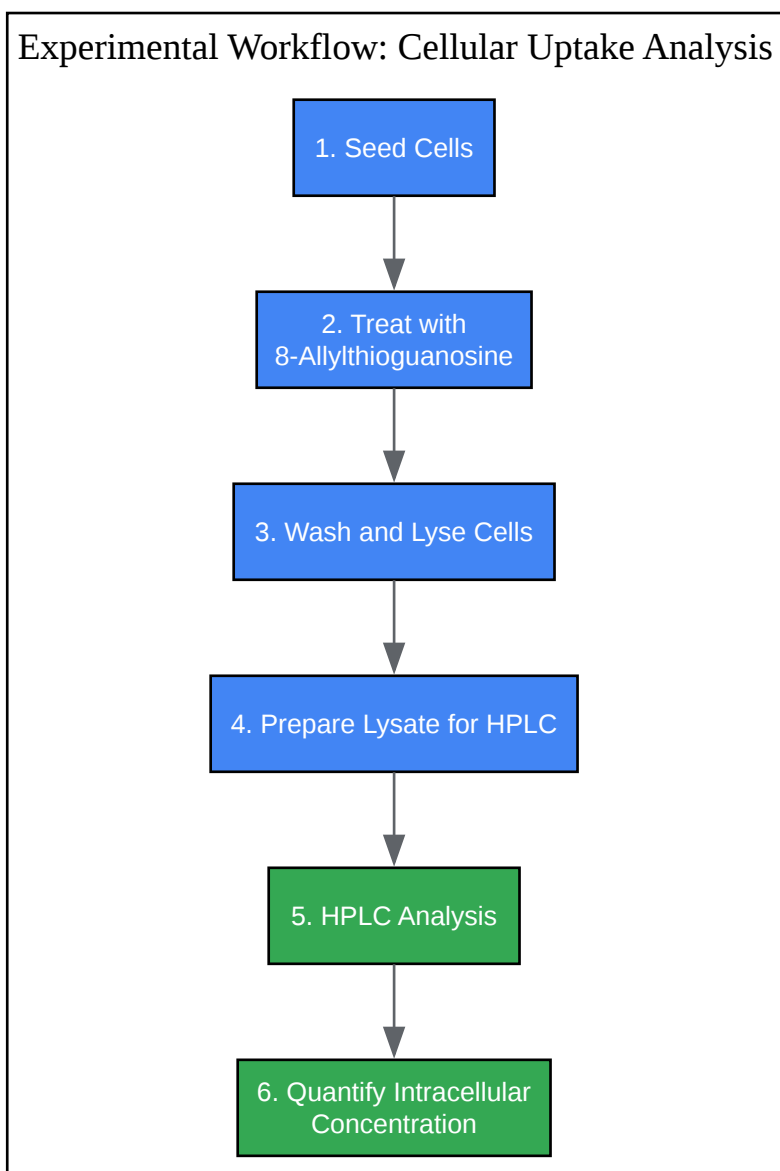 Experimental Workflow: Cellular Uptake Analysis
1. Seed Cells
2. Treat with
8-Allylthioguanosine
3. Wash and Lyse Cells
4. Prepare Lysate for HPLC
5. HPLC Analysis
6. Quantify Intracellular
Concentration